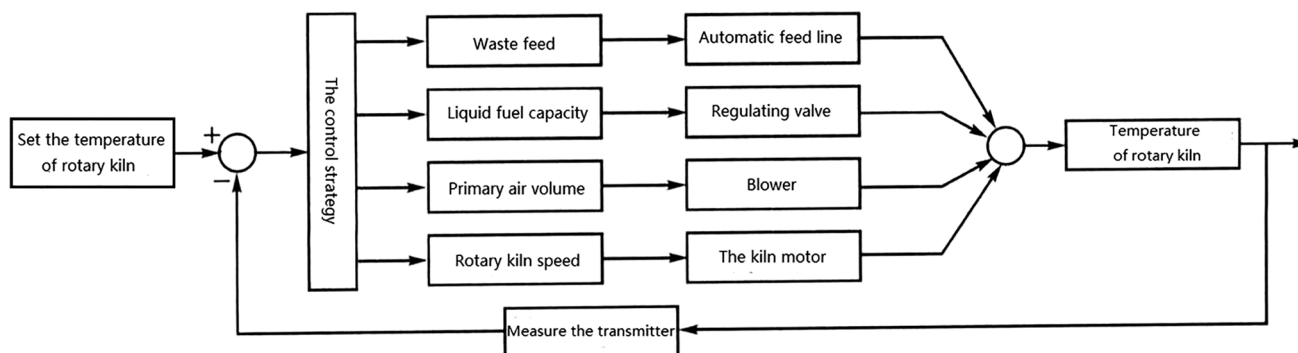 Set the temperature
of rotary kiln
+
−
The control strategy
Waste feed
Automatic feed line
Liquid fuel capacity
Regulating valve
Primary air volume
Blower
Rotary kiln speed
The kiln motor
Temperature
of rotary kiln
Measure the transmitter